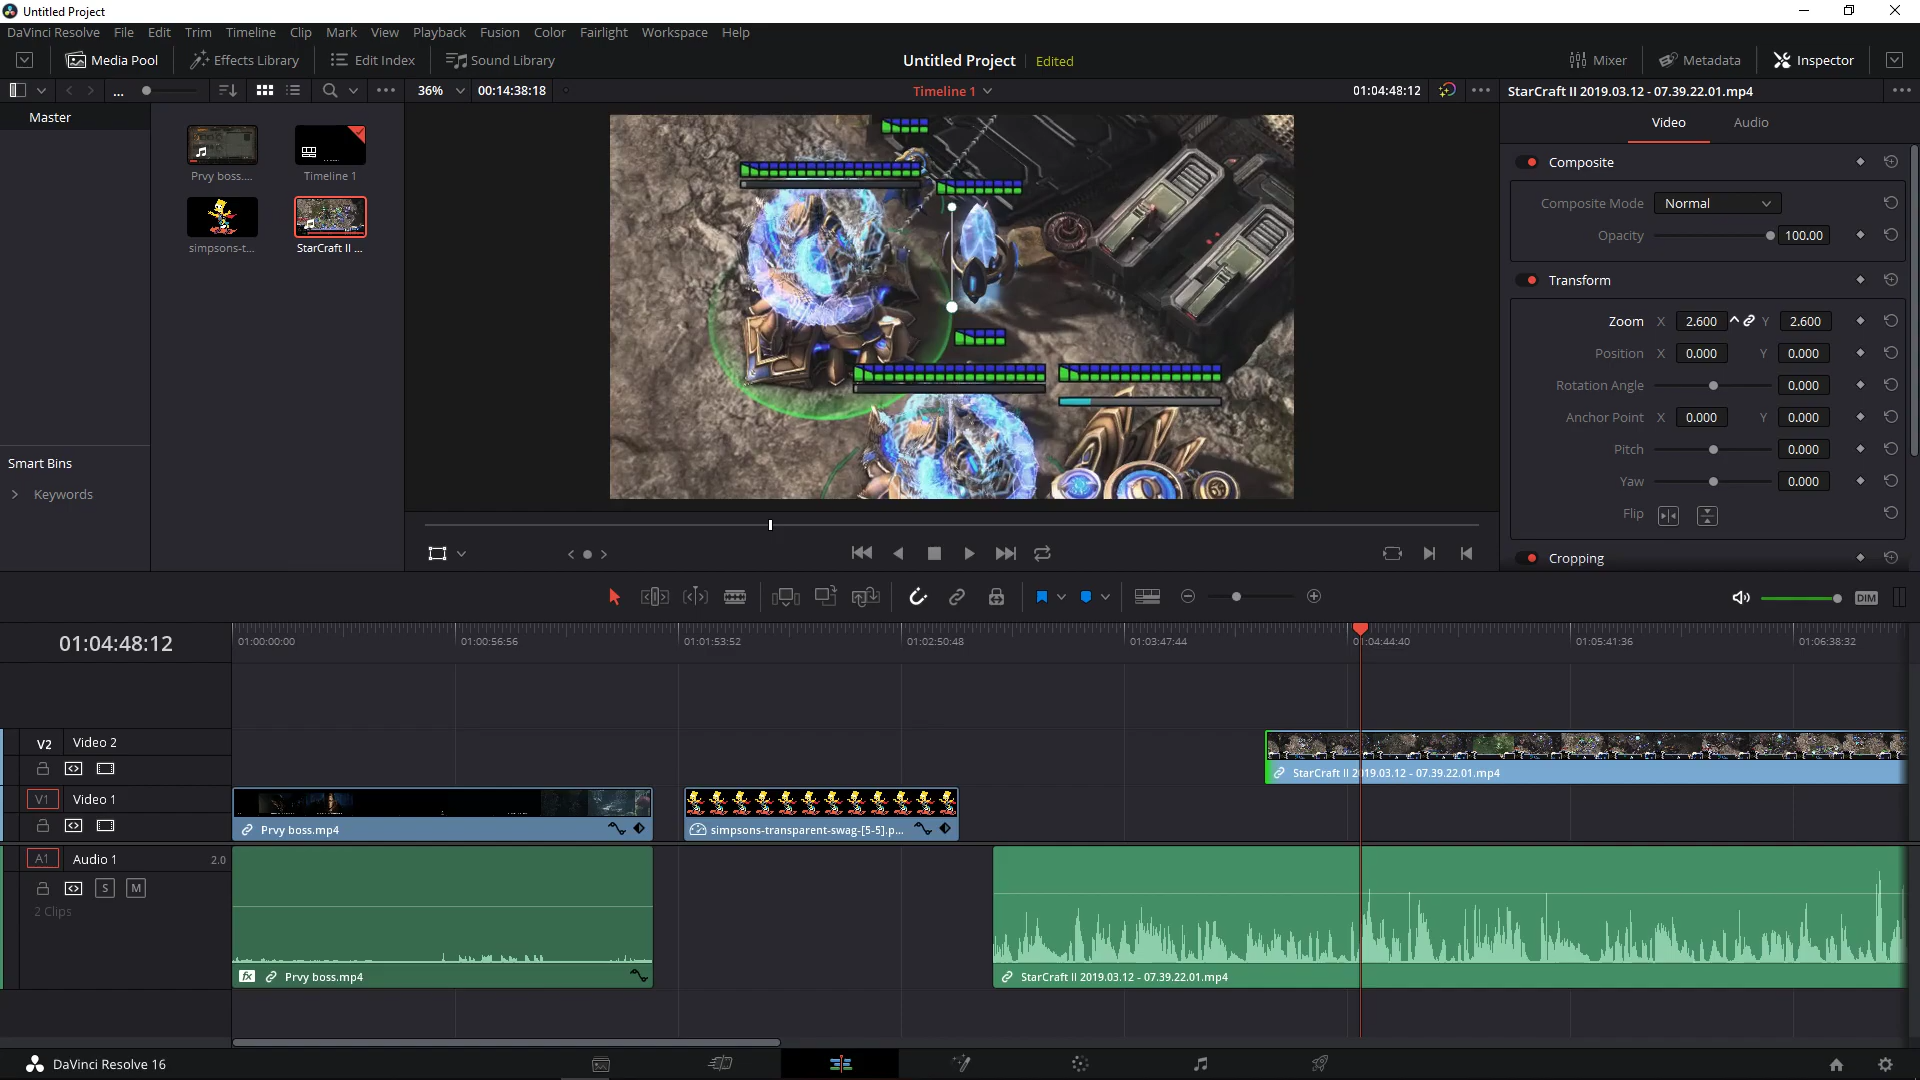 Untitled Project
DaVinci Resolve File Edit Trim Timeline Clip Mark View Playback Fusion Color Fairlight Workspace Help
Media Pool Effects Library Edit Index Sound Library Untitled Project Edited Mixer Metadata Inspector
... 36% 00:14:38:18 Timeline 1 01:04:48:12 StarCraft II 2019.03.12 - 07.39.22.01.mp4
Master
Video Audio
Prvy boss.... Timeline 1
simpsons-t... StarCraft II ...
Composite
Composite Mode Normal
Opacity 100.00
Transform
Zoom X 2.600 Y 2.600
Position X 0.000 Y 0.000
Rotation Angle 0.000
Anchor Point X 0.000 Y 0.000
Pitch 0.000
Yaw 0.000
Flip
Cropping
Smart Bins
Keywords
DIM
01:04:48:12
01:00:00:00 01:00:56:56 01:01:53:52 01:02:50:48 01:03:47:44 01:04:44:40 01:05:41:36 01:06:38:32
V2 Video 2
StarCraft II 2019.03.12 - 07.39.22.01.mp4
V1 Video 1
Prvy boss.mp4 simpsons-transparent-swag-[5-5].p...
A1 Audio 1 2.0
S M
2 Clips
fx Prvy boss.mp4 StarCraft II 2019.03.12 - 07.39.22.01.mp4
DaVinci Resolve 16